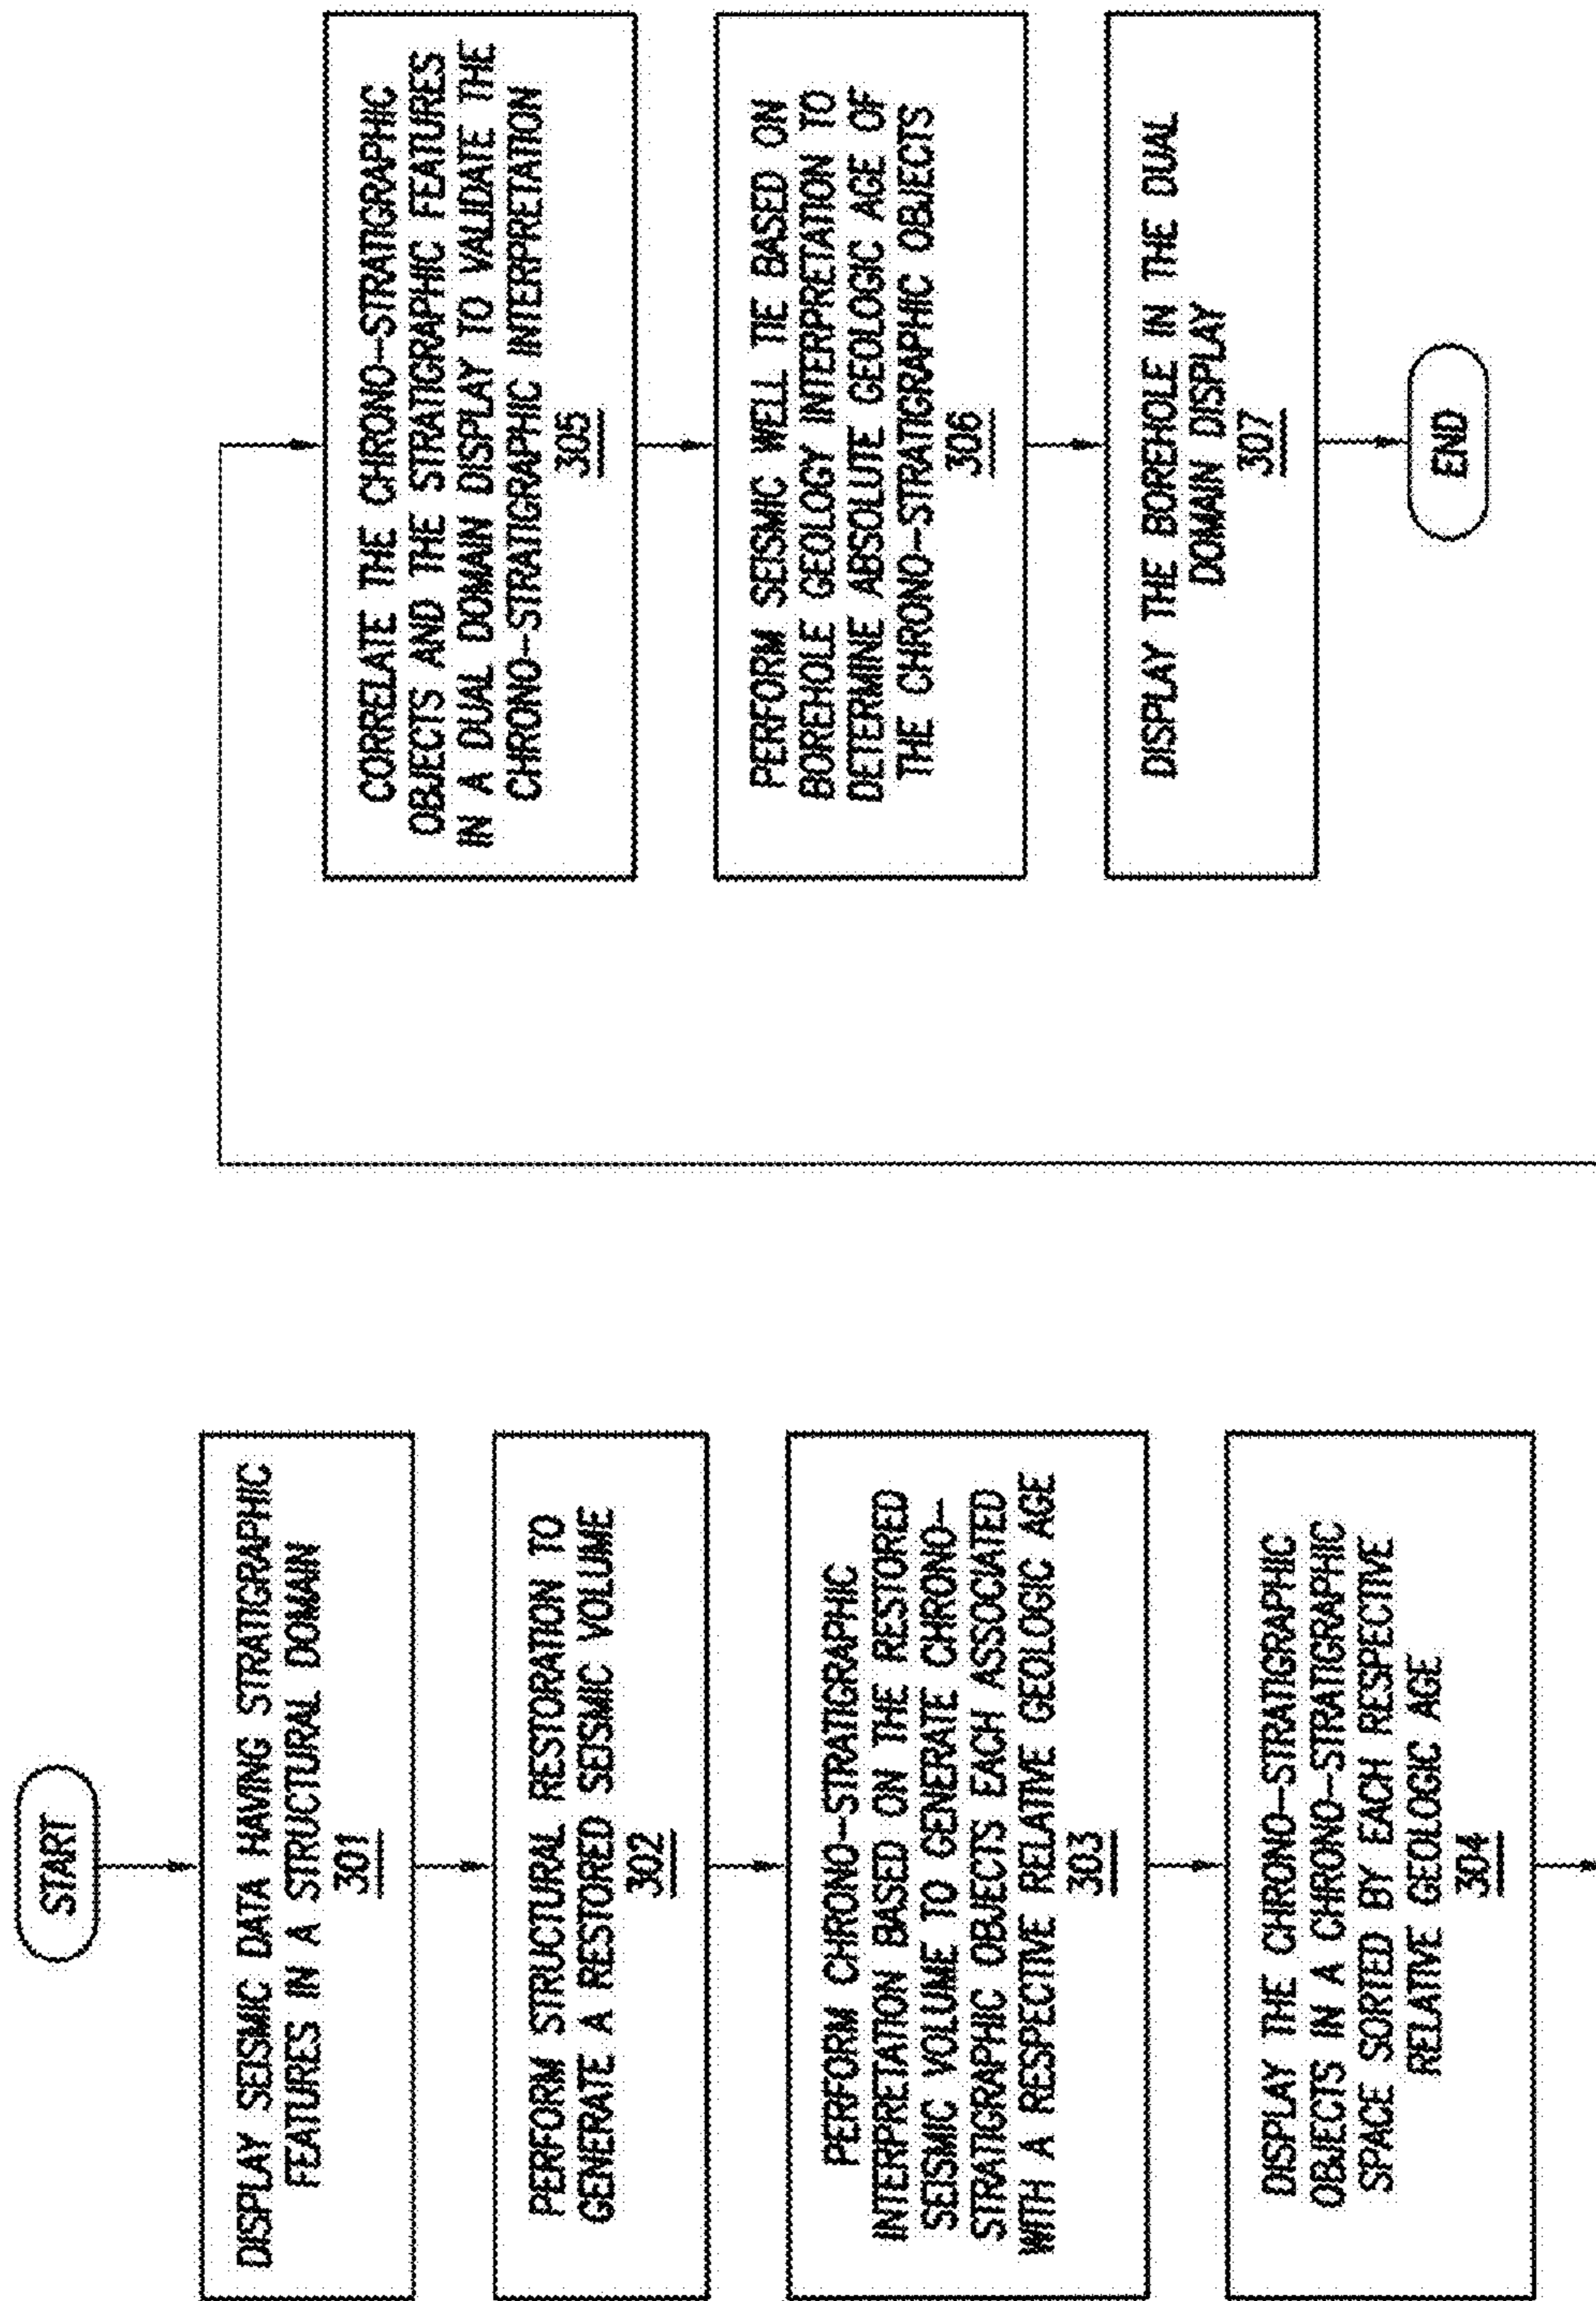 START
DISPLAY SEISMIC DATA HAVING STRATIGRAPHIC
FEATURES IN A STRUCTURAL DOMAIN
301
PERFORM STRUCTURAL RESTORATION TO
GENERATE A RESTORED SEISMIC VOLUME
302
PERFORM CHRONO-STRATIGRAPHIC
INTERPRETATION BASED ON THE RESTORED
SEISMIC VOLUME TO GENERATE CHRONO-
STRATIGRAPHIC OBJECTS EACH ASSOCIATED
WITH A RESPECTIVE RELATIVE GEOLOGIC AGE
303
DISPLAY THE CHRONO-STRATIGRAPHIC
OBJECTS IN A CHRONO-STRATIGRAPHIC
SPACE SORTED BY EACH RESPECTIVE
RELATIVE GEOLOGIC AGE
304
CORRELATE THE CHRONO-STRATIGRAPHIC
OBJECTS AND THE STRATIGRAPHIC FEATURES
IN A DUAL DOMAIN DISPLAY TO VALIDATE THE
CHRONO-STRATIGRAPHIC INTERPRETATION
305
PERFORM SEISMIC WELL TIE BASED ON
BOREHOLE GEOLOGY INTERPRETATION TO
DETERMINE ABSOLUTE GEOLOGIC AGE OF
THE CHRONO-STRATIGRAPHIC OBJECTS
306
DISPLAY THE BOREHOLE IN THE DUAL
DOMAIN DISPLAY
307
END